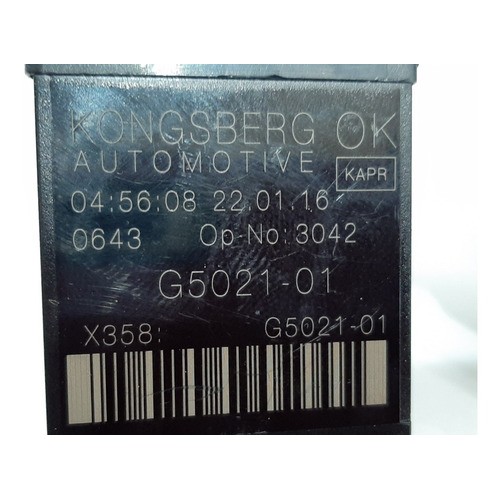 KONGSBERG OK
AUTOMOTIVE KAPR
04:56:08 22.01.16
0643 Op-No: 3042
G5021-01
X358: G5021-01